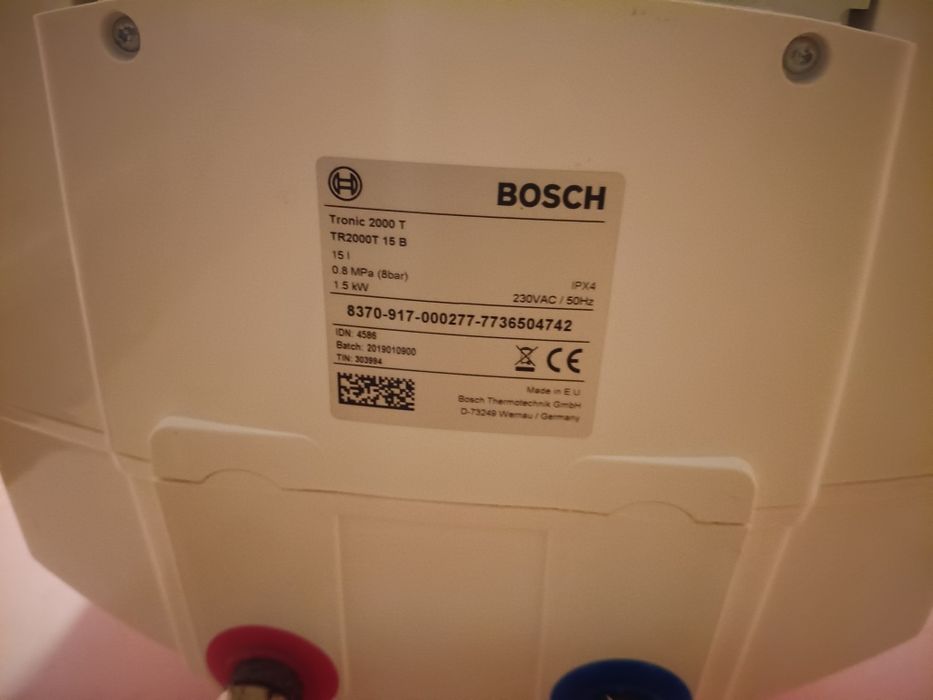 BOSCH
Tronic 2000 T
TR2000T 15 B
15 l
0.8 MPa (8bar)
IPX4
1.5 kW
230VAC / 50Hz
8370-917-000277-7736504742
IDN: 4586
Batch: 2019010900
TIN: 303994
CE
Made in E.U.
Bosch Thermotechnik GmbH
D-73249 Wernau / Germany